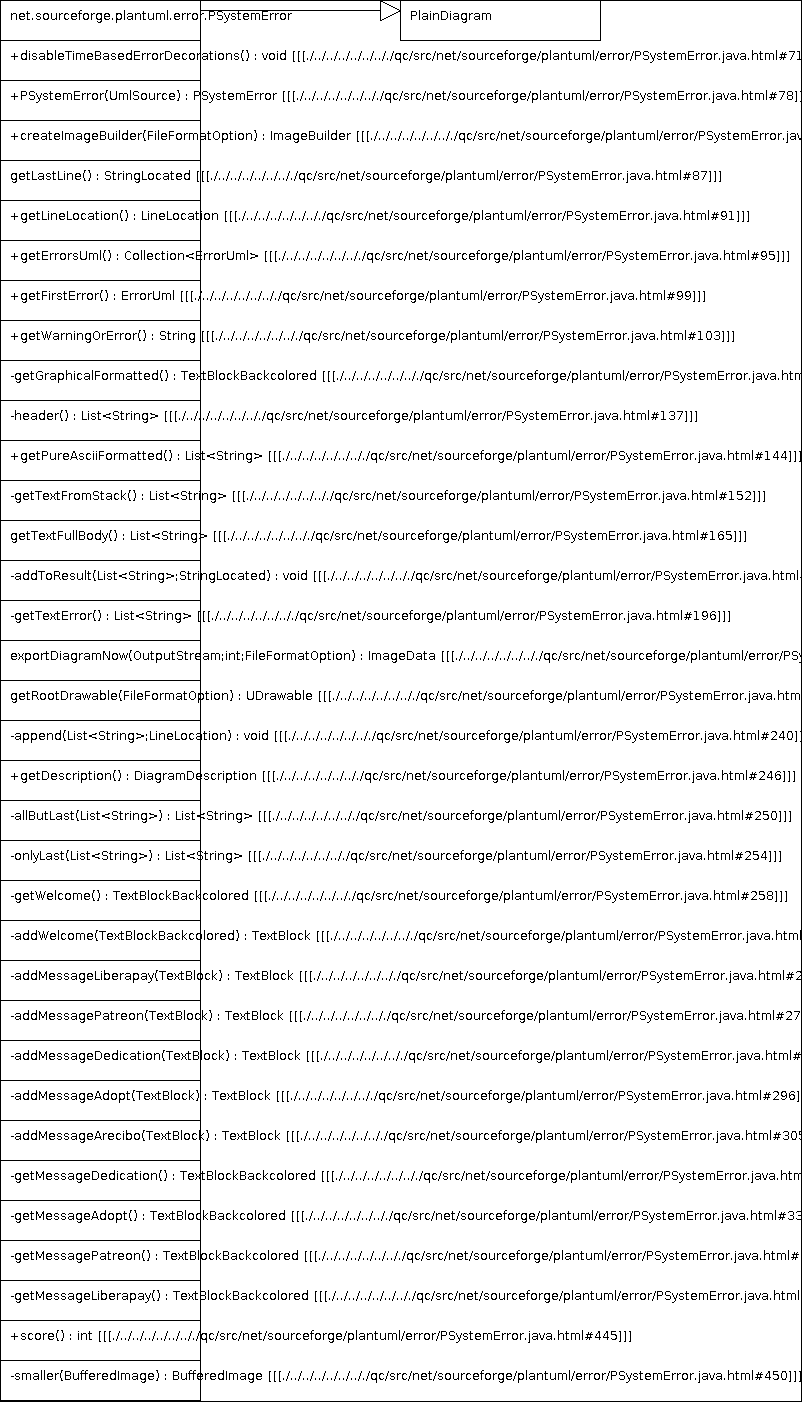 net.sourceforge.plantuml.error.PSystemError
PlainDiagram
+disableTimeBasedErrorDecorations() : void [[[./../../../../../../../qc/src/net/sourceforge/plantuml/error/PSystemError.java.html#71
+PSystemError(UmlSource) : PSystemError [[[./../../../../../../../qc/src/net/sourceforge/plantuml/error/PSystemError.java.html#78]]]
+createImageBuilder(FileFormatOption) : ImageBuilder [[[./../../../../../../../qc/src/net/sourceforge/plantuml/error/PSystemError.jav
getLastLine() : StringLocated [[[./../../../../../../../qc/src/net/sourceforge/plantuml/error/PSystemError.java.html#87]]]
+getLineLocation() : LineLocation [[[./../../../../../../../qc/src/net/sourceforge/plantuml/error/PSystemError.java.html#91]]]
+getErrorsUml() : Collection<ErrorUml> [[[./../../../../../../../qc/src/net/sourceforge/plantuml/error/PSystemError.java.html#95]]]
+getFirstError() : ErrorUml [[[./../../../../../../../qc/src/net/sourceforge/plantuml/error/PSystemError.java.html#99]]]
+getWarningOrError() : String [[[./../../../../../../../qc/src/net/sourceforge/plantuml/error/PSystemError.java.html#103]]]
-getGraphicalFormatted() : TextBlockBackcolored [[[./../../../../../../../qc/src/net/sourceforge/plantuml/error/PSystemError.java.htm
-header() : List<String> [[[./../../../../../../../qc/src/net/sourceforge/plantuml/error/PSystemError.java.html#137]]]
+getPureAsciiFormatted() : List<String> [[[./../../../../../../../qc/src/net/sourceforge/plantuml/error/PSystemError.java.html#144]]]
-getTextFromStack() : List<String> [[[./../../../../../../../qc/src/net/sourceforge/plantuml/error/PSystemError.java.html#152]]]
getTextFullBody() : List<String> [[[./../../../../../../../qc/src/net/sourceforge/plantuml/error/PSystemError.java.html#165]]]
-addToResult(List<String>;StringLocated) : void [[[./../../../../../../../qc/src/net/sourceforge/plantuml/error/PSystemError.java.html
-getTextError() : List<String> [[[./../../../../../../../qc/src/net/sourceforge/plantuml/error/PSystemError.java.html#196]]]
exportDiagramNow(OutputStream;int;FileFormatOption) : ImageData [[[./../../../../../../../qc/src/net/sourceforge/plantuml/error/PSy
getRootDrawable(FileFormatOption) : UDrawable [[[./../../../../../../../qc/src/net/sourceforge/plantuml/error/PSystemError.java.htm
-append(List<String>;LineLocation) : void [[[./../../../../../../../qc/src/net/sourceforge/plantuml/error/PSystemError.java.html#240]]
+getDescription() : DiagramDescription [[[./../../../../../../../qc/src/net/sourceforge/plantuml/error/PSystemError.java.html#246]]]
-allButLast(List<String>) : List<String> [[[./../../../../../../../qc/src/net/sourceforge/plantuml/error/PSystemError.java.html#250]]]
-onlyLast(List<String>) : List<String> [[[./../../../../../../../qc/src/net/sourceforge/plantuml/error/PSystemError.java.html#254]]]
-getWelcome() : TextBlockBackcolored [[[./../../../../../../../qc/src/net/sourceforge/plantuml/error/PSystemError.java.html#258]]]
-addWelcome(TextBlockBackcolored) : TextBlock [[[./../../../../../../../qc/src/net/sourceforge/plantuml/error/PSystemError.java.html
-addMessageLiberapay(TextBlock) : TextBlock [[[./../../../../../../../qc/src/net/sourceforge/plantuml/error/PSystemError.java.html#2
-addMessagePatreon(TextBlock) : TextBlock [[[./../../../../../../../qc/src/net/sourceforge/plantuml/error/PSystemError.java.html#27
-addMessageDedication(TextBlock) : TextBlock [[[./../../../../../../../qc/src/net/sourceforge/plantuml/error/PSystemError.java.html#
-addMessageAdopt(TextBlock) : TextBlock [[[./../../../../../../../qc/src/net/sourceforge/plantuml/error/PSystemError.java.html#296]
-addMessageArecibo(TextBlock) : TextBlock [[[./../../../../../../../qc/src/net/sourceforge/plantuml/error/PSystemError.java.html#305
-getMessageDedication() : TextBlockBackcolored [[[./../../../../../../../qc/src/net/sourceforge/plantuml/error/PSystemError.java.htm
-getMessageAdopt() : TextBlockBackcolored [[[./../../../../../../../qc/src/net/sourceforge/plantuml/error/PSystemError.java.html#33
-getMessagePatreon() : TextBlockBackcolored [[[./../../../../../../../qc/src/net/sourceforge/plantuml/error/PSystemError.java.html#
-getMessageLiberapay() : TextBlockBackcolored [[[./../../../../../../../qc/src/net/sourceforge/plantuml/error/PSystemError.java.html
+score() : int [[[./../../../../../../../qc/src/net/sourceforge/plantuml/error/PSystemError.java.html#445]]]
-smaller(BufferedImage) : BufferedImage [[[./../../../../../../../qc/src/net/sourceforge/plantuml/error/PSystemError.java.html#450]]]